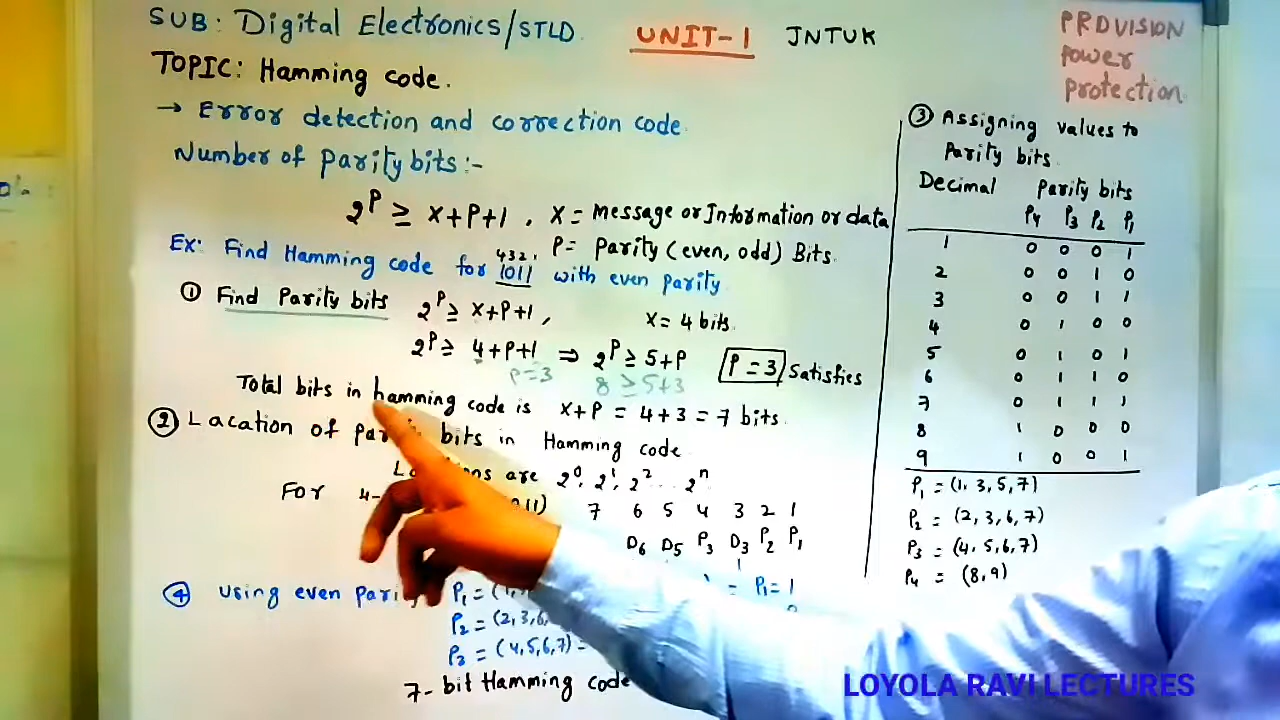 SUB: Digital Electronics/STLD. UNIT-1 JNTUK
TOPIC: Hamming code.
→ Error detection and correction code.
Number of Parity bits:-
2^P ≥ x+P+1, x = Message or Information or data
P = Parity (even, odd) Bits.
Ex: Find Hamming code for 1011 with even parity
432.
① Find Parity bits 2^P ≥ x+P+1, x = 4 bits.
2^P ≥ 4+P+1 ⇒ 2^P ≥ 5+P P=3 Satisfies
P=3 8 ≥ 5+3
Total bits in hamming code is x+P = 4+3 = 7 bits.
② Lacation of bits in Hamming code
are 2^0, 2^1, 2^2 ... 2^n
For 4- 7 6 5 4 3 2 1
D6 D5 P3 D3 P2 P1
1
= P1=1
④ using even P1 = (1,
P2 = (2,3,6,
P3 = (4,5,6,7) =
7-bit Hamming code
PROVISION
Power
Protection
③ Assigning values to
Parity bits.
Decimal Parity bits
P4 P3 P2 P1
1 0 0 0 1
2 0 0 1 0
3 0 0 1 1
4 0 1 0 0
5 0 1 0 1
6 0 1 1 0
7 0 1 1 1
8 1 0 0 0
9 1 0 0 1
P1 = (1, 3, 5, 7)
P2 = (2, 3, 6, 7)
P3 = (4, 5, 6, 7)
P4 = (8, 9)
LOYOLA RAVI LECTURES